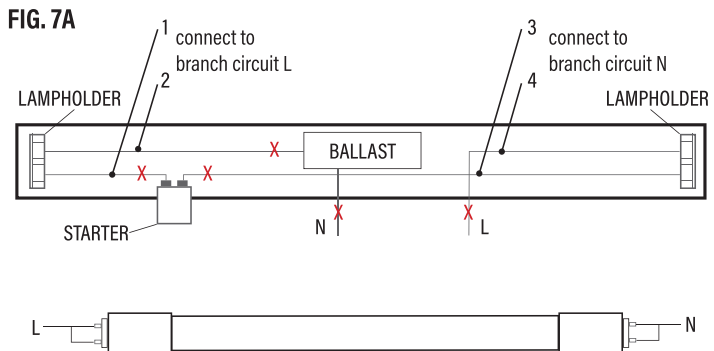 FIG. 7A
1 connect to
branch circuit L
2
3 connect to
branch circuit N
4
LAMPHOLDER
LAMPHOLDER
BALLAST
STARTER
N
L
L
N